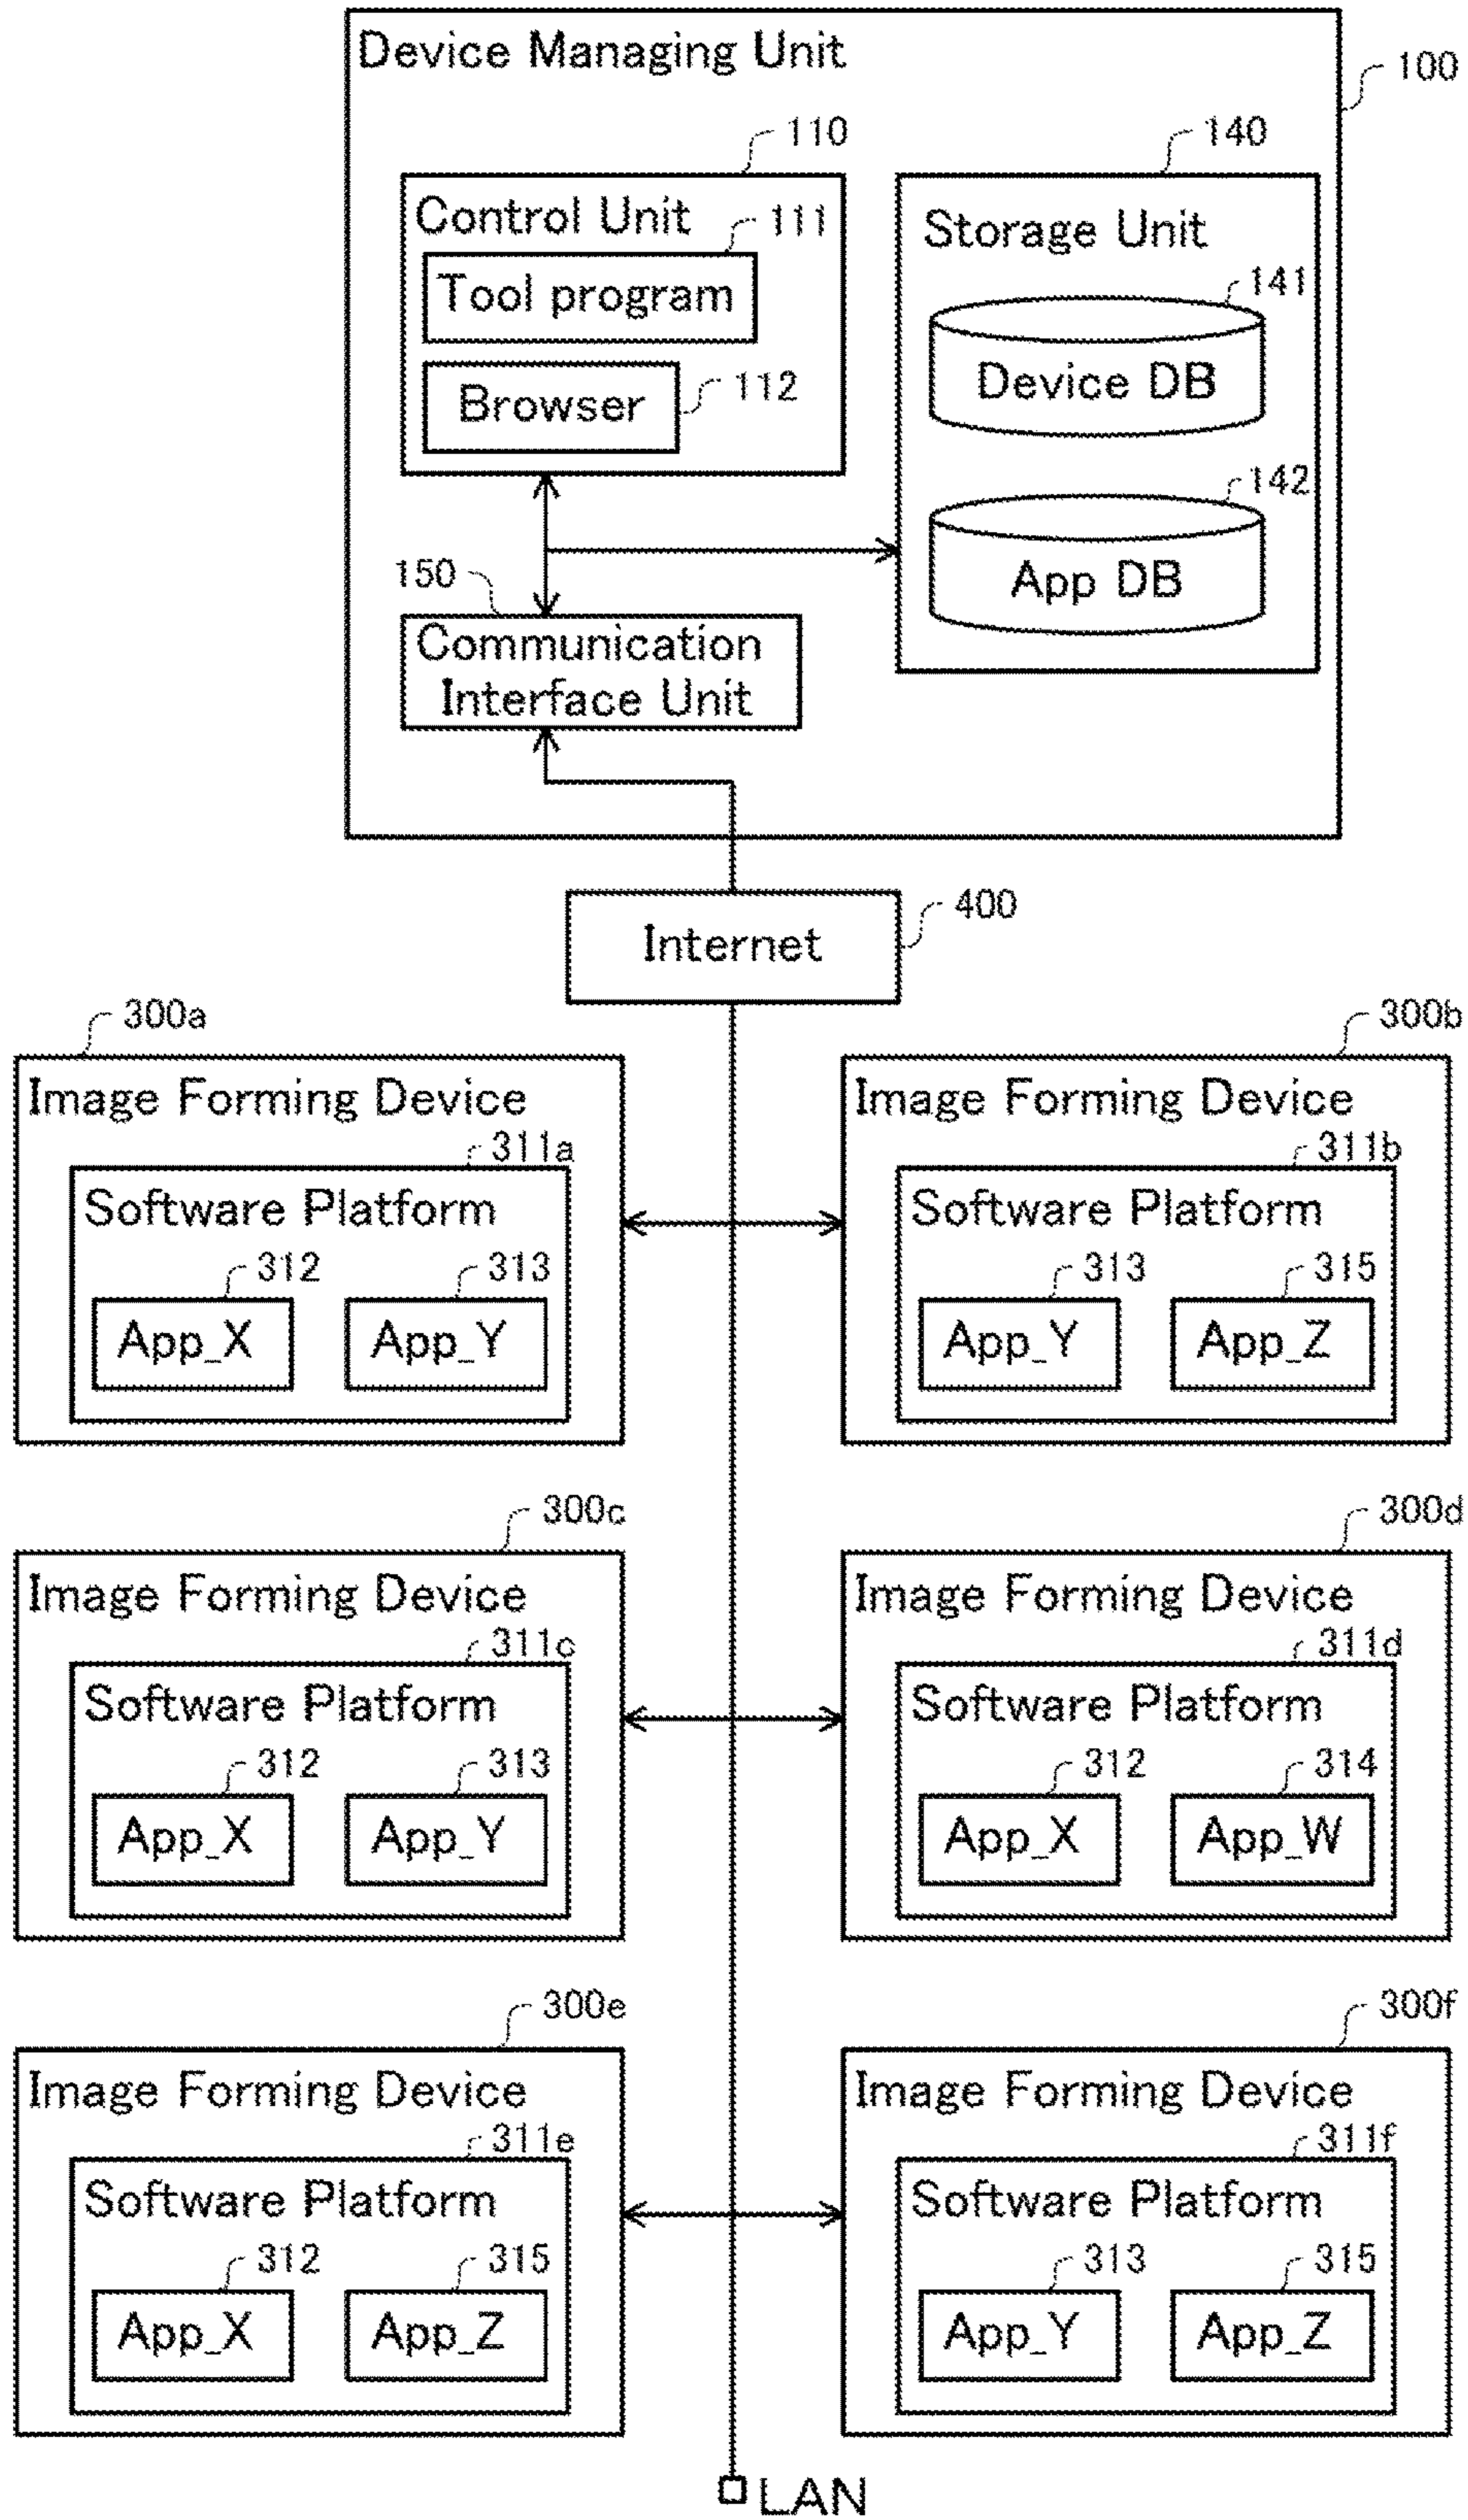 Device Managing Unit
100
110
140
Control Unit
111
Storage Unit
Tool program
141
Device DB
Browser
112
142
App DB
150
Communication
Interface Unit
Internet
400
300a
300b
Image Forming Device
Image Forming Device
311a
311b
Software Platform
Software Platform
312
313
313
315
App_X
App_Y
App_Y
App_Z
300c
300d
Image Forming Device
Image Forming Device
311c
311d
Software Platform
Software Platform
312
313
312
314
App_X
App_Y
App_X
App_W
300e
300f
Image Forming Device
Image Forming Device
311e
311f
Software Platform
Software Platform
312
315
313
315
App_X
App_Z
App_Y
App_Z
LAN